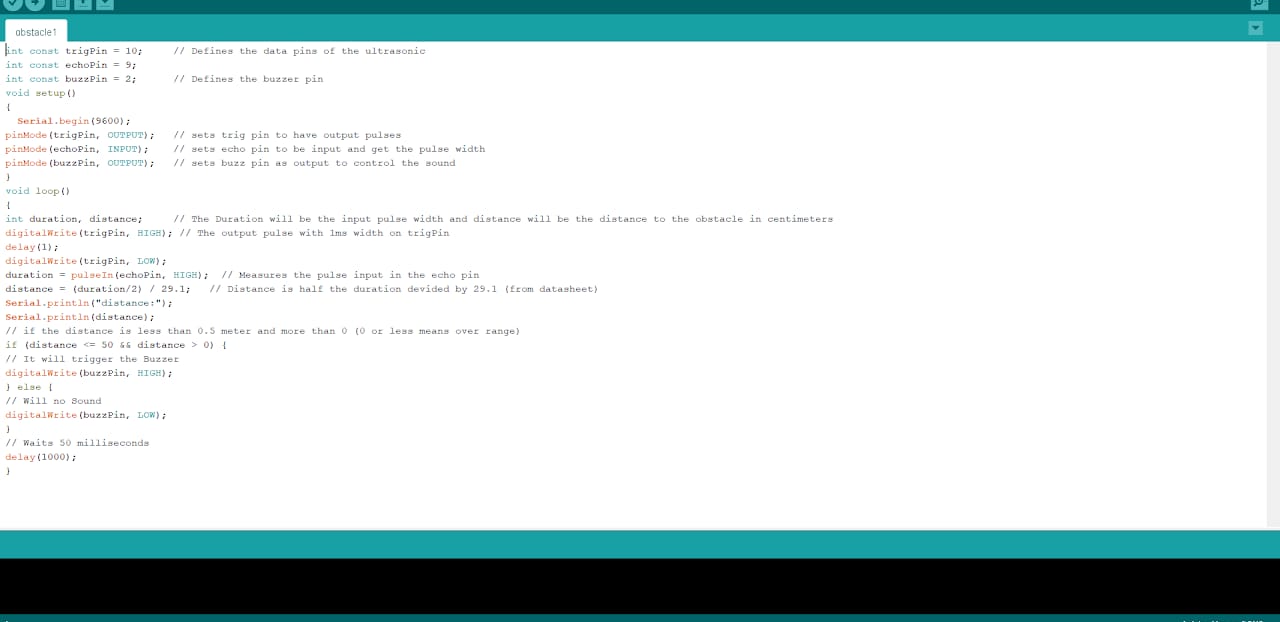 obstacle1
int const trigPin = 10;     // Defines the data pins of the ultrasonic
int const echoPin = 9;
int const buzzPin = 2;      // Defines the buzzer pin
void setup()
{
  Serial.begin(9600);
pinMode(trigPin, OUTPUT);   // sets trig pin to have output pulses
pinMode(echoPin, INPUT);    // sets echo pin to be input and get the pulse width
pinMode(buzzPin, OUTPUT);   // sets buzz pin as output to control the sound
}
void loop()
{
int duration, distance;     // The Duration will be the input pulse width and distance will be the distance to the obstacle in centimeters
digitalWrite(trigPin, HIGH); // The output pulse with 1ms width on trigPin
delay(1);
digitalWrite(trigPin, LOW);
duration = pulseIn(echoPin, HIGH);  // Measures the pulse input in the echo pin
distance = (duration/2) / 29.1;   // Distance is half the duration devided by 29.1 (from datasheet)
Serial.println("distance:");
Serial.println(distance);
// if the distance is less than 0.5 meter and more than 0 (0 or less means over range)
if (distance <= 50 && distance > 0) {
// It will trigger the Buzzer
digitalWrite(buzzPin, HIGH);
} else {
// Will no Sound
digitalWrite(buzzPin, LOW);
}
// Waits 50 milliseconds
delay(1000);
}